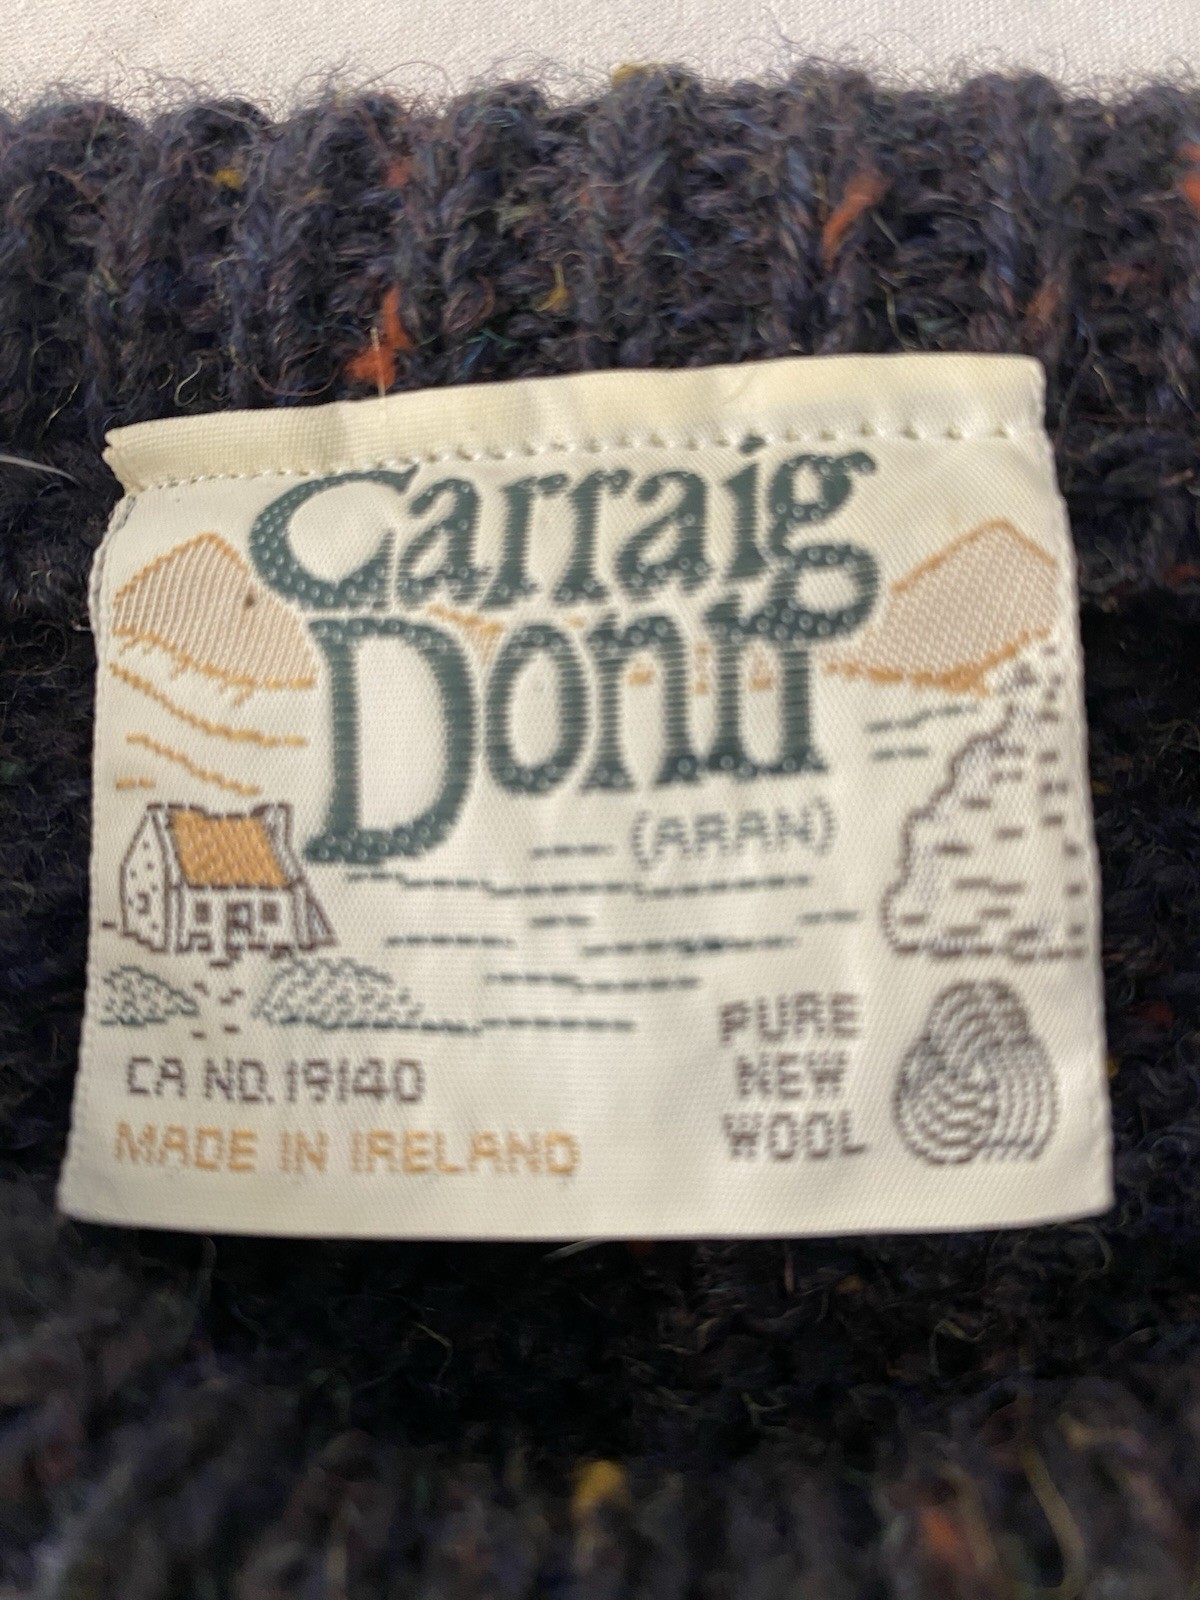 Carraig
Donn
(ARAN)
PURE
NEW
WOOL
CA NO. 19140
MADE IN IRELAND